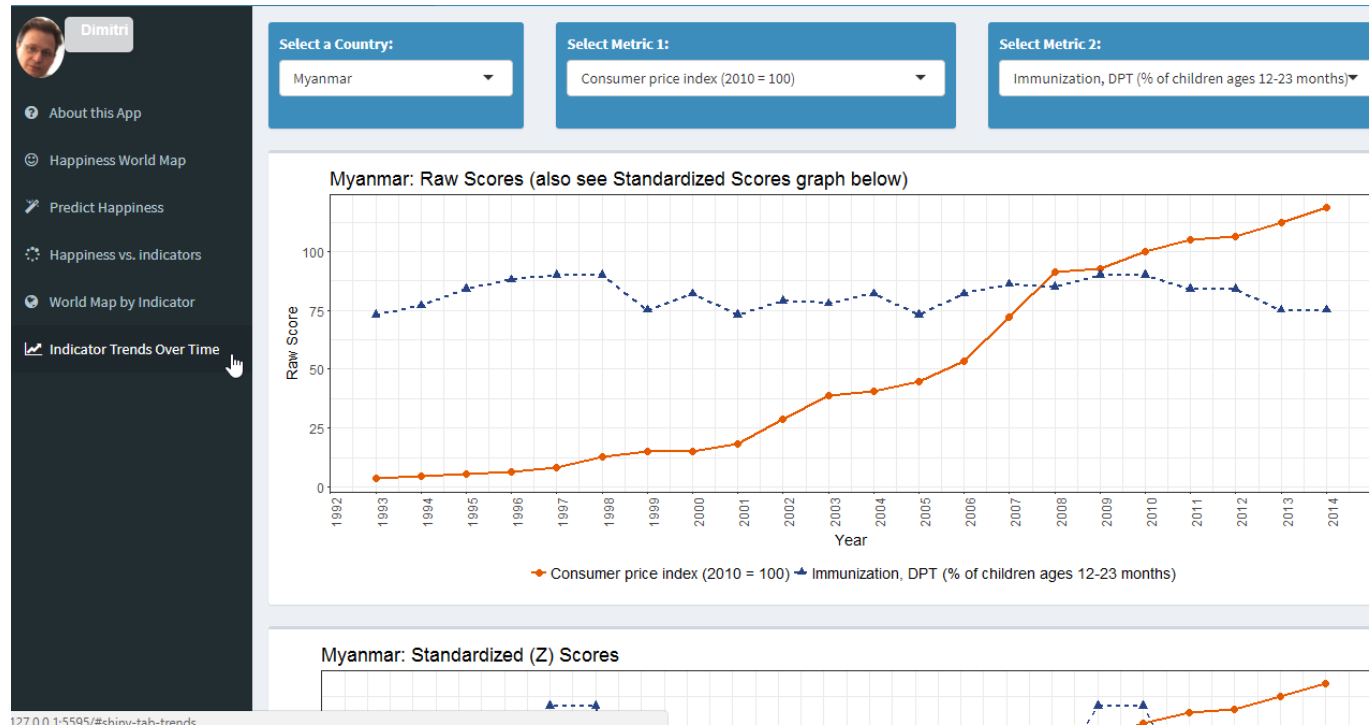 Dimitri
About this App
Happiness World Map
Predict Happiness
Happiness vs. indicators
World Map by Indicator
Indicator Trends Over Time
Select a Country:
Myanmar
Select Metric 1:
Consumer price index (2010 = 100)
Select Metric 2:
Immunization, DPT (% of children ages 12-23 months)
Myanmar: Raw Scores (also see Standardized Scores graph below)
Raw Score
100
75
50
25
0
1992 1993 1994 1995 1996 1997 1998 1999 2000 2001 2002 2003 2004 2005 2006 2007 2008 2009 2010 2011 2012 2013 2014
Year
Consumer price index (2010 = 100) Immunization, DPT (% of children ages 12-23 months)
Myanmar: Standardized (Z) Scores
127.0.0.1:5595/#shiny-tab-trends